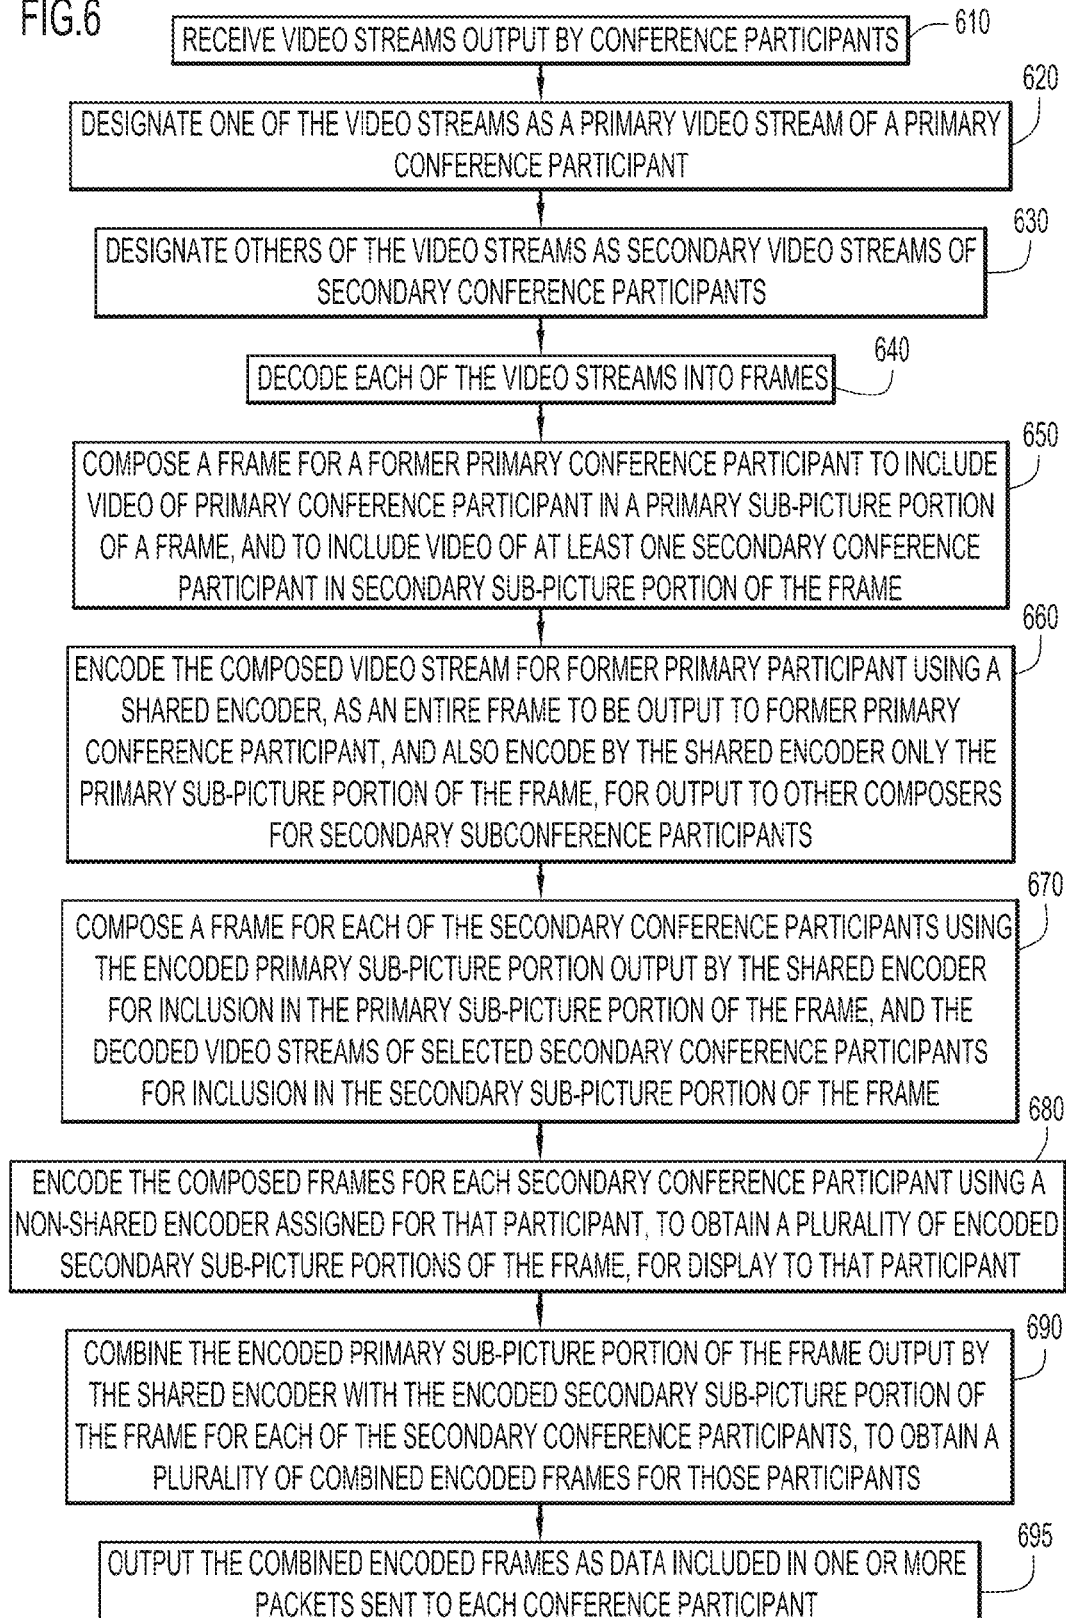 FIG.6
RECEIVE VIDEO STREAMS OUTPUT BY CONFERENCE PARTICIPANTS
610
620
DESIGNATE ONE OF THE VIDEO STREAMS AS A PRIMARY VIDEO STREAM OF A PRIMARY
CONFERENCE PARTICIPANT
630
DESIGNATE OTHERS OF THE VIDEO STREAMS AS SECONDARY VIDEO STREAMS OF
SECONDARY CONFERENCE PARTICIPANTS
640
DECODE EACH OF THE VIDEO STREAMS INTO FRAMES
650
COMPOSE A FRAME FOR A FORMER PRIMARY CONFERENCE PARTICIPANT TO INCLUDE
VIDEO OF PRIMARY CONFERENCE PARTICIPANT IN A PRIMARY SUB-PICTURE PORTION
OF A FRAME, AND TO INCLUDE VIDEO OF AT LEAST ONE SECONDARY CONFERENCE
PARTICIPANT IN SECONDARY SUB-PICTURE PORTION OF THE FRAME
660
ENCODE THE COMPOSED VIDEO STREAM FOR FORMER PRIMARY PARTICIPANT USING A
SHARED ENCODER, AS AN ENTIRE FRAME TO BE OUTPUT TO FORMER PRIMARY
CONFERENCE PARTICIPANT, AND ALSO ENCODE BY THE SHARED ENCODER ONLY THE
PRIMARY SUB-PICTURE PORTION OF THE FRAME, FOR OUTPUT TO OTHER COMPOSERS
FOR SECONDARY SUBCONFERENCE PARTICIPANTS
670
COMPOSE A FRAME FOR EACH OF THE SECONDARY CONFERENCE PARTICIPANTS USING
THE ENCODED PRIMARY SUB-PICTURE PORTION OUTPUT BY THE SHARED ENCODER
FOR INCLUSION IN THE PRIMARY SUB-PICTURE PORTION OF THE FRAME, AND THE
DECODED VIDEO STREAMS OF SELECTED SECONDARY CONFERENCE PARTICIPANTS
FOR INCLUSION IN THE SECONDARY SUB-PICTURE PORTION OF THE FRAME
680
ENCODE THE COMPOSED FRAMES FOR EACH SECONDARY CONFERENCE PARTICIPANT USING A
NON-SHARED ENCODER ASSIGNED FOR THAT PARTICIPANT, TO OBTAIN A PLURALITY OF ENCODED
SECONDARY SUB-PICTURE PORTIONS OF THE FRAME, FOR DISPLAY TO THAT PARTICIPANT
690
COMBINE THE ENCODED PRIMARY SUB-PICTURE PORTION OF THE FRAME OUTPUT BY
THE SHARED ENCODER WITH THE ENCODED SECONDARY SUB-PICTURE PORTION OF
THE FRAME FOR EACH OF THE SECONDARY CONFERENCE PARTICIPANTS, TO OBTAIN A
PLURALITY OF COMBINED ENCODED FRAMES FOR THOSE PARTICIPANTS
695
OUTPUT THE COMBINED ENCODED FRAMES AS DATA INCLUDED IN ONE OR MORE
PACKETS SENT TO EACH CONFERENCE PARTICIPANT